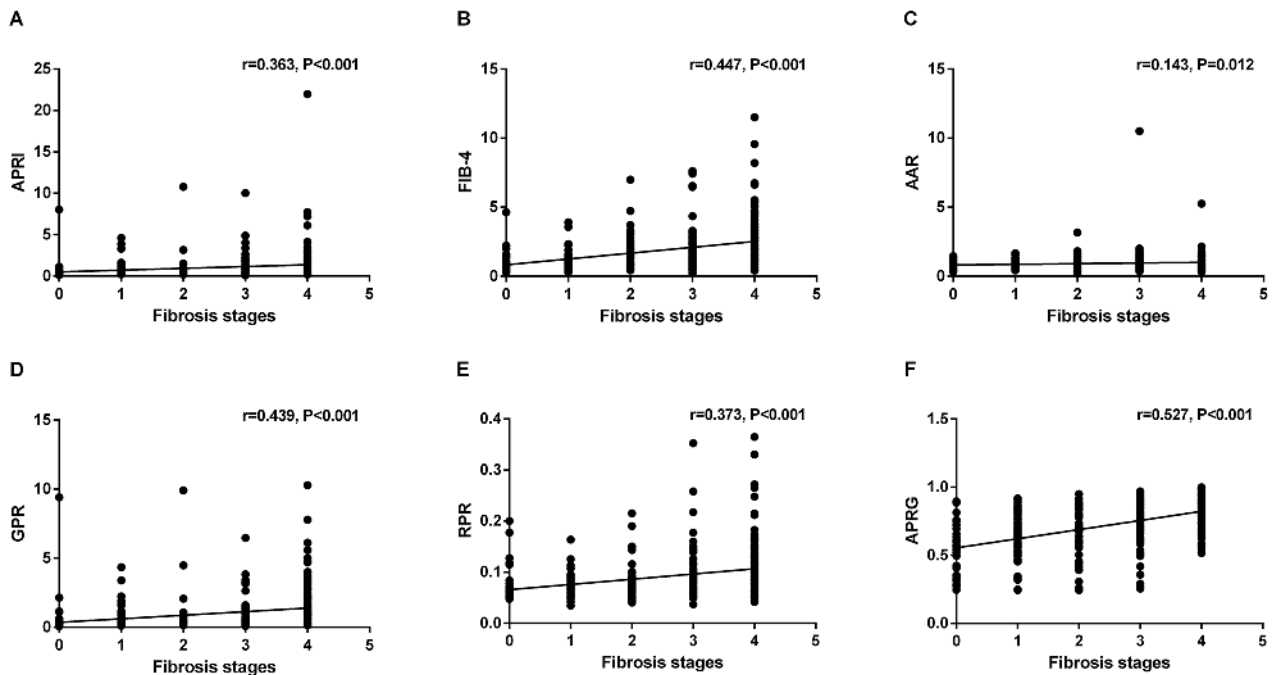 A
r=0.363, P<0.001
25
20
15
10
5
0
APRI
0 1 2 3 4 5
Fibrosis stages
B
r=0.447, P<0.001
15
10
5
0
FIB-4
0 1 2 3 4 5
Fibrosis stages
C
r=0.143, P=0.012
15
10
5
0
AAR
0 1 2 3 4 5
Fibrosis stages
D
r=0.439, P<0.001
15
10
5
0
GPR
0 1 2 3 4 5
Fibrosis stages
E
r=0.373, P<0.001
0.4
0.3
0.2
0.1
0.0
RPR
0 1 2 3 4 5
Fibrosis stages
F
r=0.527, P<0.001
1.5
1.0
0.5
0.0
APRG
0 1 2 3 4 5
Fibrosis stages